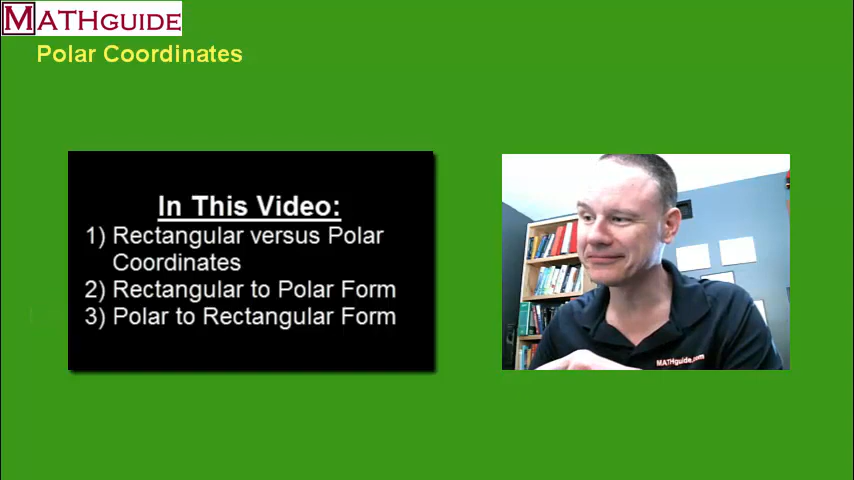 MATHGUIDE
Polar Coordinates
In This Video:
1) Rectangular versus Polar
Coordinates
2) Rectangular to Polar Form
3) Polar to Rectangular Form
MATHguide.com